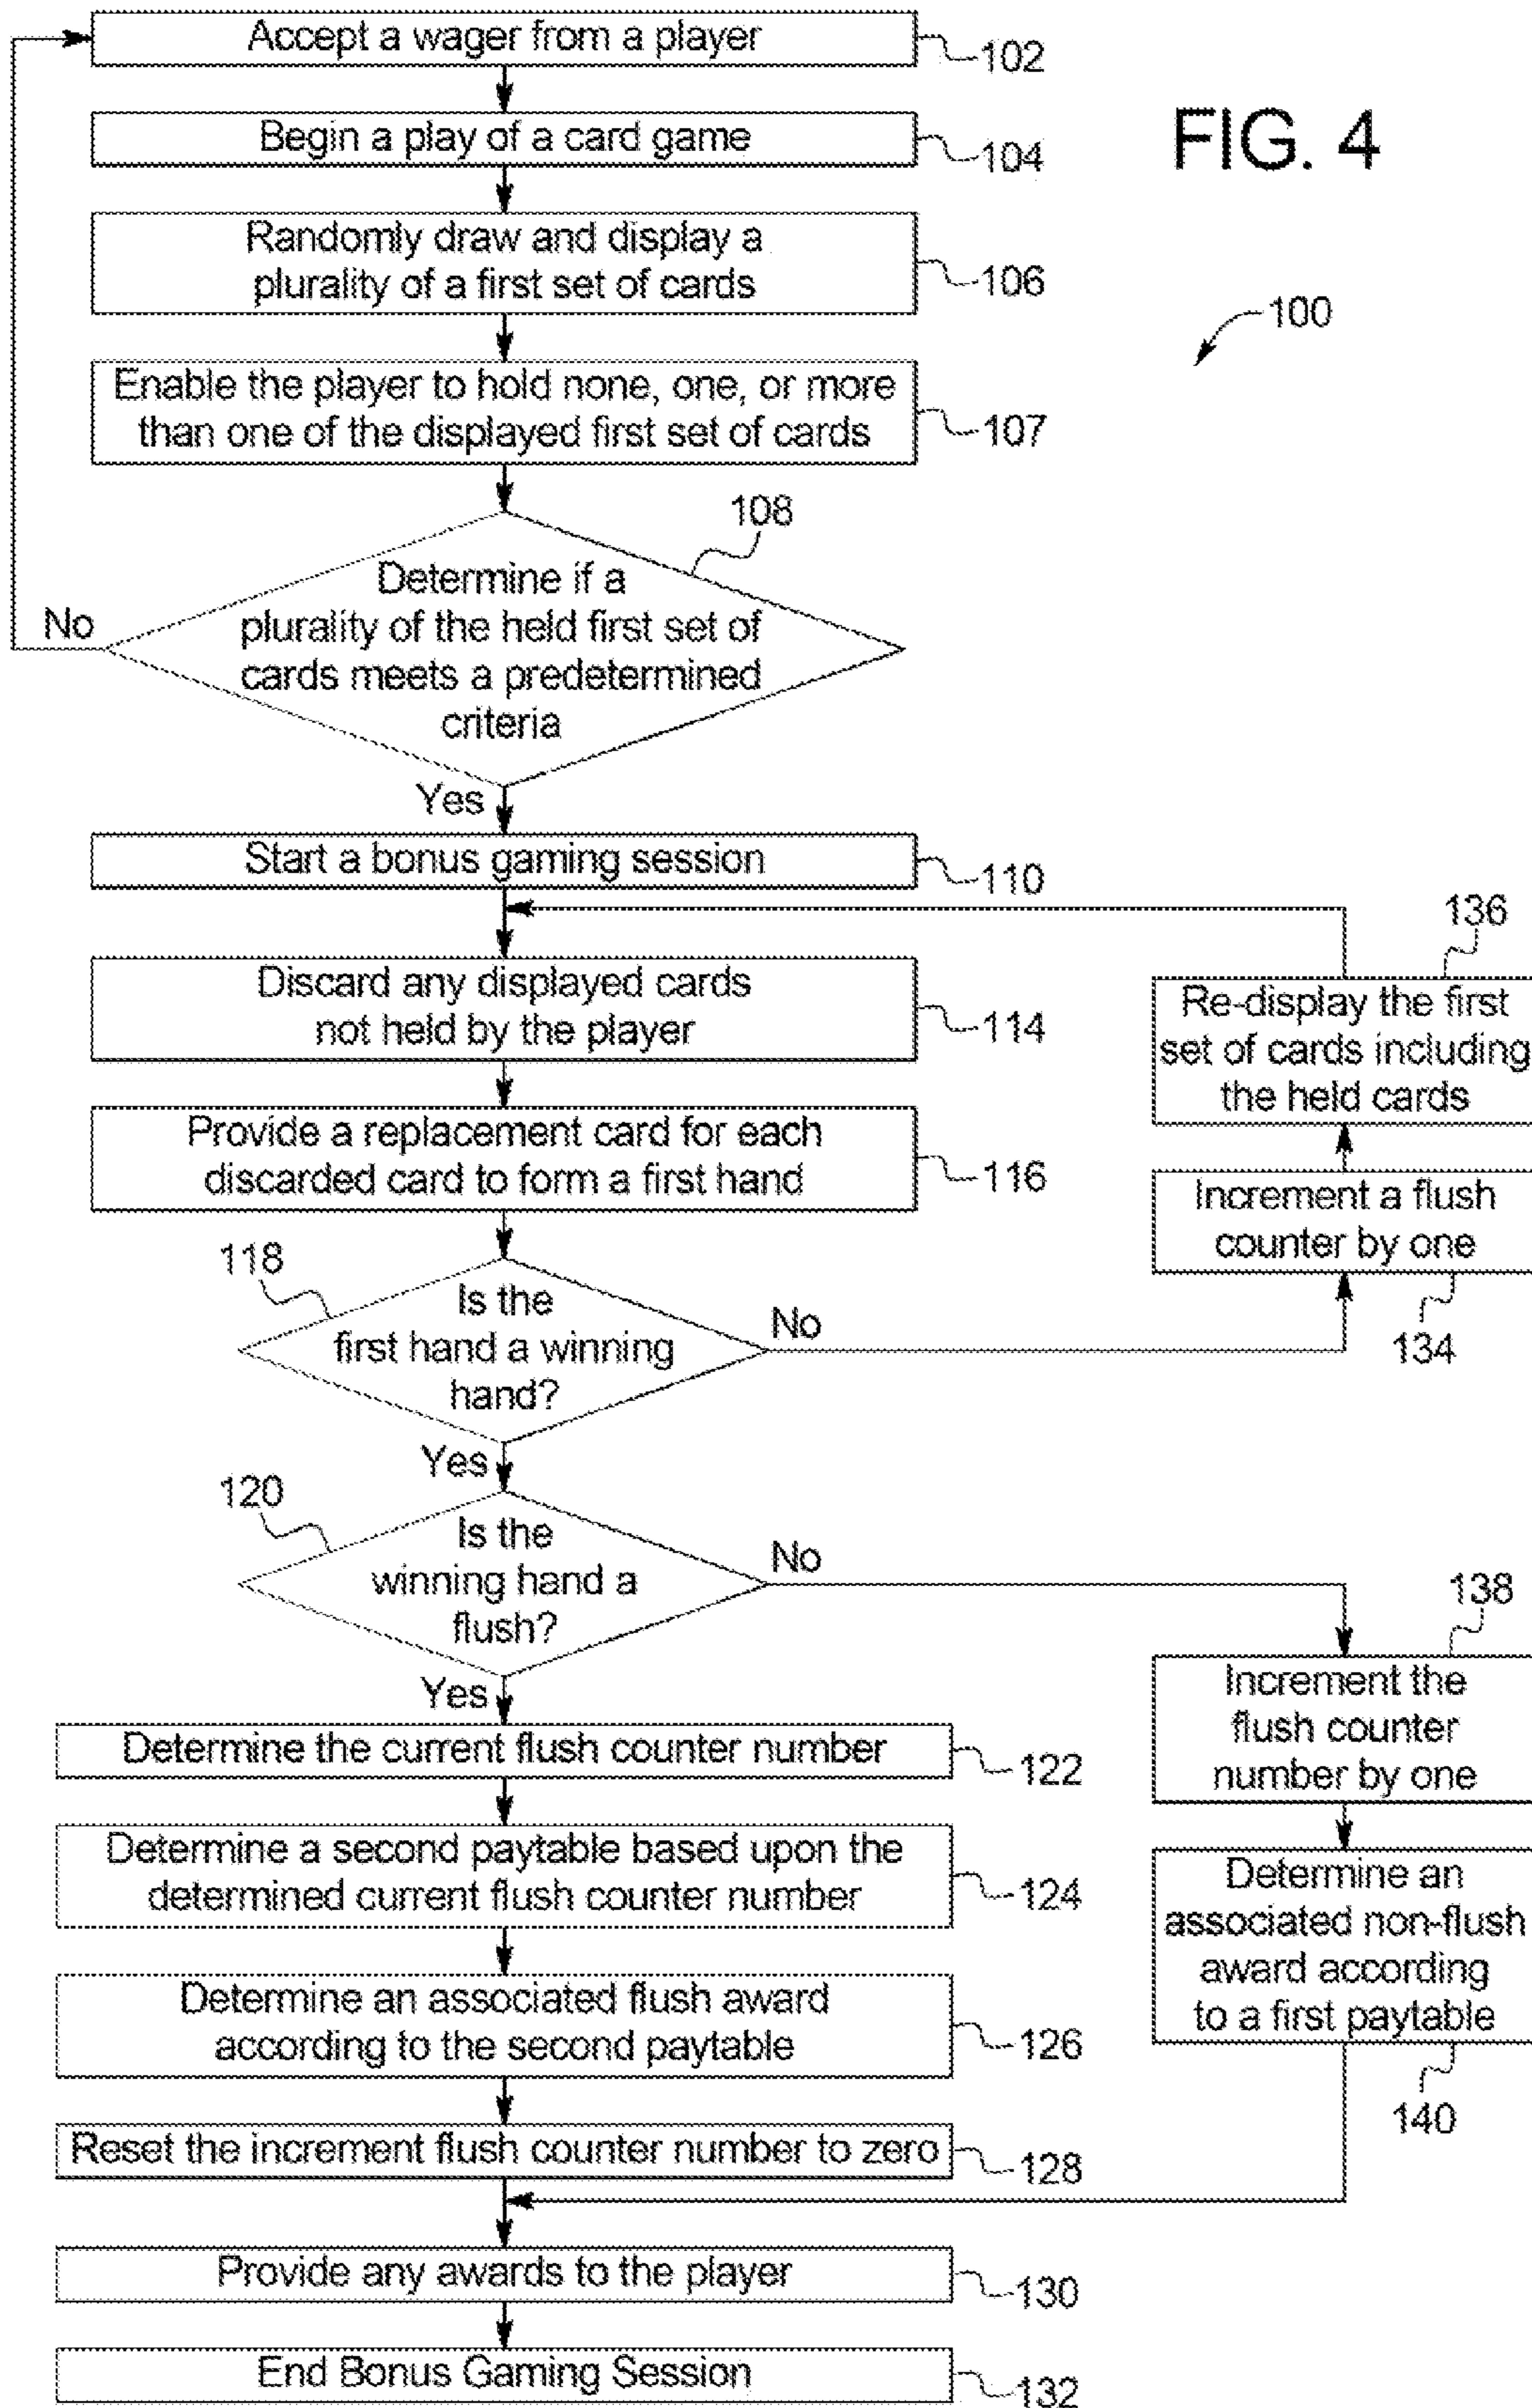 Accept a wager from a player
102
FIG. 4
Begin a play of a card game
104
Randomly draw and display a
plurality of a first set of cards
106
100
Enable the player to hold none, one, or more
than one of the displayed first set of cards
107
108
Determine if a
plurality of the held first set of
cards meets a predetermined
criteria
No
Yes
Start a bonus gaming session
110
136
Re-display the first
set of cards including
the held cards
Discard any displayed cards
not held by the player
114
Provide a replacement card for each
discarded card to form a first hand
116
Increment a flush
counter by one
134
118
Is the
first hand a winning
hand?
No
Yes
120
Is the
winning hand a
flush?
No
Yes
138
Increment the
flush counter
number by one
Determine the current flush counter number
122
Determine a second paytable based upon the
determined current flush counter number
124
Determine an
associated non-flush
award according
to a first paytable
140
Determine an associated flush award
according to the second paytable
126
Reset the increment flush counter number to zero
128
Provide any awards to the player
130
End Bonus Gaming Session
132